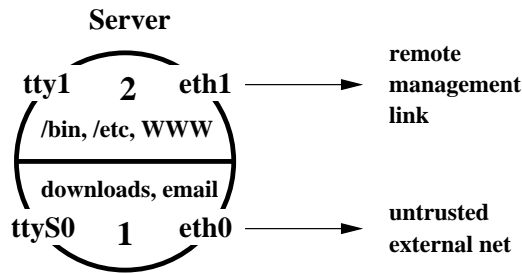 Server
tty1 2 eth1
/bin, /etc, WWW
downloads, email
ttyS0 1 eth0
remote
management
link
untrusted
external net